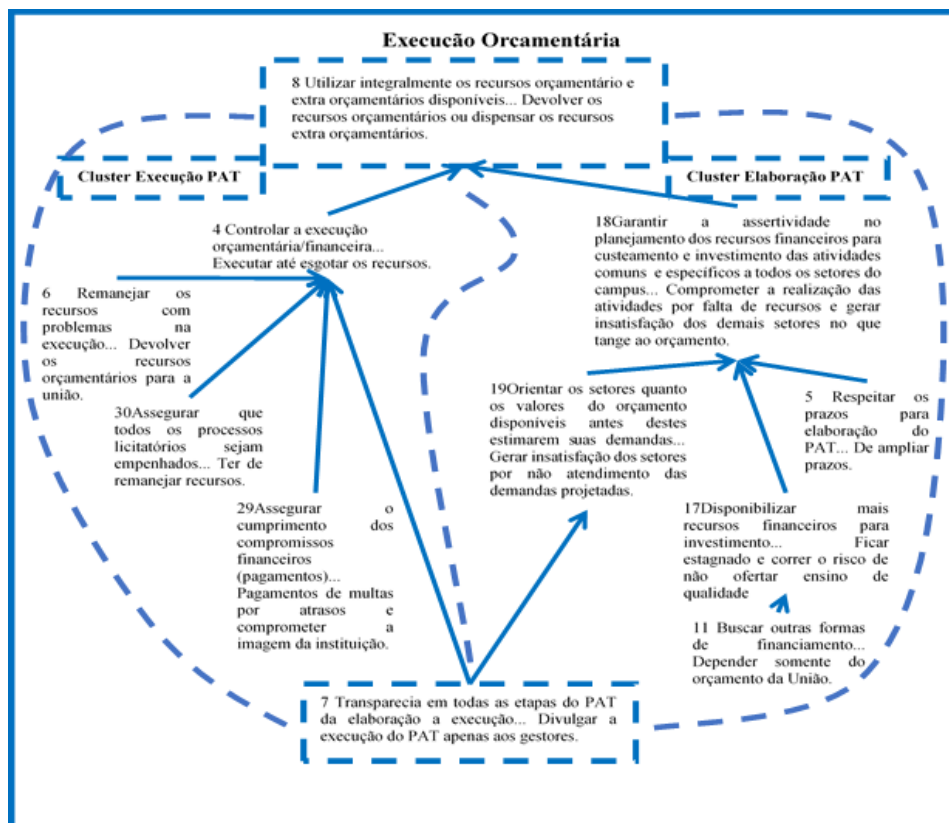 Execução Orcamentária
8 Utilizar integralmente os recursos orçamentário e
extra orçamentários disponíveis... Devolver os
recursos orçamentários ou dispensar os recursos
extra orçamentários.
Cluster Execução PAT
Cluster Elaboração PAT
4 Controlar a execução
orçamentária/financeira...
Executar até esgotar os recursos.
18Garantir a assertividade no
planejamento dos recursos financeiros para
custeamento e investimento das atividades
comuns e específicos a todos os setores do
campus... Comprometer a realização das
atividades por falta de recursos e gerar
insatisfação dos demais setores no que
tange ao orçamento.
6 Remanejar os
recursos com
problemas na
execução... Devolver
os recursos
orçamentários para a
união.
30Assegurar que
todos os processos
licitatórios sejam
empenhados... Ter de
remanejar recursos.
19Orientar os setores quanto
os valores do orçamento
disponíveis antes destes
estimarem suas demandas...
Gerar insatisfação dos setores
por não atendimento das
demandas projetadas.
5 Respeitar os
prazos para
elaboração do
PAT... De ampliar
prazos.
29Assegurar o
cumprimento dos
compromissos
financeiros
(pagamentos)...
Pagamentos de multas
por atrasos e
comprometer a
imagem da instituição.
17Disponibilizar mais
recursos financeiros para
investimento... Ficar
estagnado e correr o risco de
não ofertar ensino de
qualidade
11 Buscar outras formas
de financiamento...
Depender somente do
orçamento da União.
7 Transparecia em todas as etapas do PAT
da elaboração a execução... Divulgar a
execução do PAT apenas aos gestores.